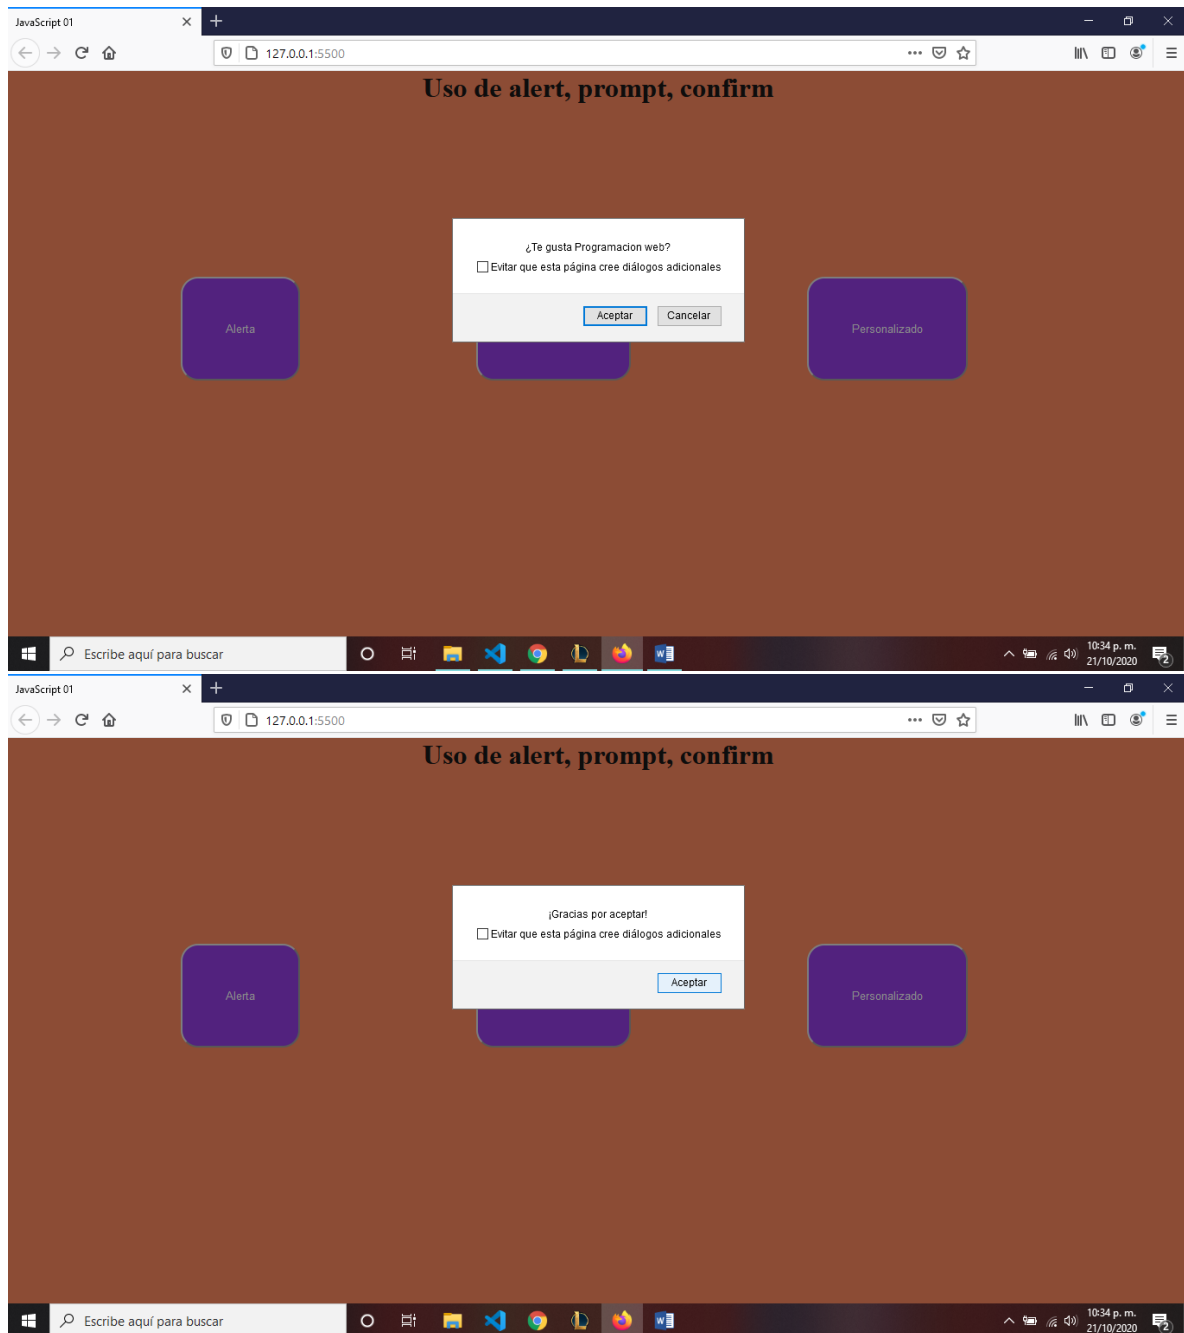 JavaScript 01
127.0.0.1:5500
Uso de alert, prompt, confirm
¿Te gusta Programacion web?
Evitar que esta página cree diálogos adicionales
Aceptar Cancelar
Alerta
Personalizado
Escribe aquí para buscar
10:34 p. m.
21/10/2020
2
JavaScript 01
127.0.0.1:5500
Uso de alert, prompt, confirm
¡Gracias por aceptar!
Evitar que esta página cree diálogos adicionales
Aceptar
Alerta
Personalizado
Escribe aquí para buscar
10:34 p. m.
21/10/2020
2